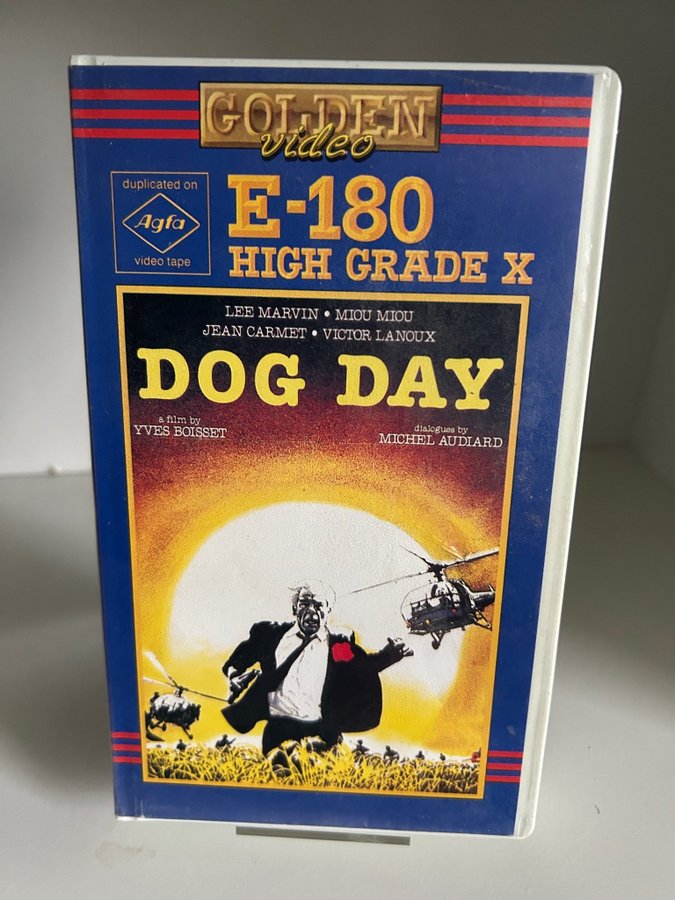 GOLDEN
video
duplicated on
Agfa
video tape
E-180
HIGH GRADE X
LEE MARVIN • MIOU MIOU
JEAN CARMET • VICTOR LANOUX
DOG DAY
a film by
YVES BOISSET
dialogues by
MICHEL AUDIARD